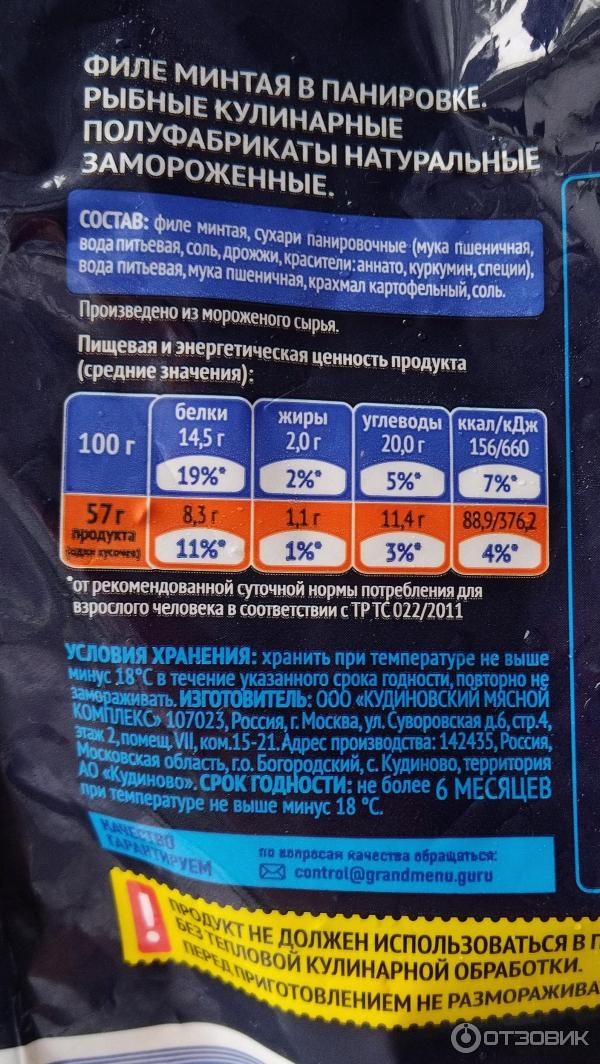 ФИЛЕ МИНТАЯ В ПАНИРОВКЕ.
РЫБНЫЕ КУЛИНАРНЫЕ
ПОЛУФАБРИКАТЫ НАТУРАЛЬНЫЕ
ЗАМОРОЖЕННЫЕ.
СОСТАВ: филе минтая, сухари панировочные (мука пшеничная,
вода питьевая, соль, дрожжи, красители: аннато, куркумин, специи),
вода питьевая, мука пшеничная, крахмал картофельный, соль.
Произведено из мороженого сырья.
Пищевая и энергетическая ценность продукта
(средние значения):
100 г
белки 14,5 г 19%*
жиры 2,0 г 2%*
углеводы 20,0 г 5%*
ккал/кДж 156/660 7%*
57 г продукта (один кусочек)
8,3 г 11%*
1,1 г 1%*
11,4 г 3%*
88,9/376,2 4%*
*от рекомендованной суточной нормы потребления для
взрослого человека в соответствии с ТР ТС 022/2011
УСЛОВИЯ ХРАНЕНИЯ: хранить при температуре не выше
минус 18°С в течение указанного срока годности, повторно не
замораживать. ИЗГОТОВИТЕЛЬ: ООО «КУДИНОВСКИЙ МЯСНОЙ
КОМПЛЕКС» 107023, Россия, г. Москва, ул. Суворовская д.6, стр.4,
этаж 2, помещ. VII, ком.15-21. Адрес производства: 142435, Россия,
Московская область, г.о. Богородский, с. Кудиново, территория
АО «Кудиново». СРОК ГОДНОСТИ: не более 6 МЕСЯЦЕВ
при температуре не выше минус 18 °С.
КАЧЕСТВО
ГАРАНТИРУЕМ
по вопросам качества обращаться:
control@grandmenu.guru
! ПРОДУКТ НЕ ДОЛЖЕН ИСПОЛЬЗОВАТЬСЯ В П
БЕЗ ТЕПЛОВОЙ КУЛИНАРНОЙ ОБРАБОТКИ.
ПЕРЕД ПРИГОТОВЛЕНИЕМ НЕ РАЗМОРАЖИВА
ОТЗОВИК